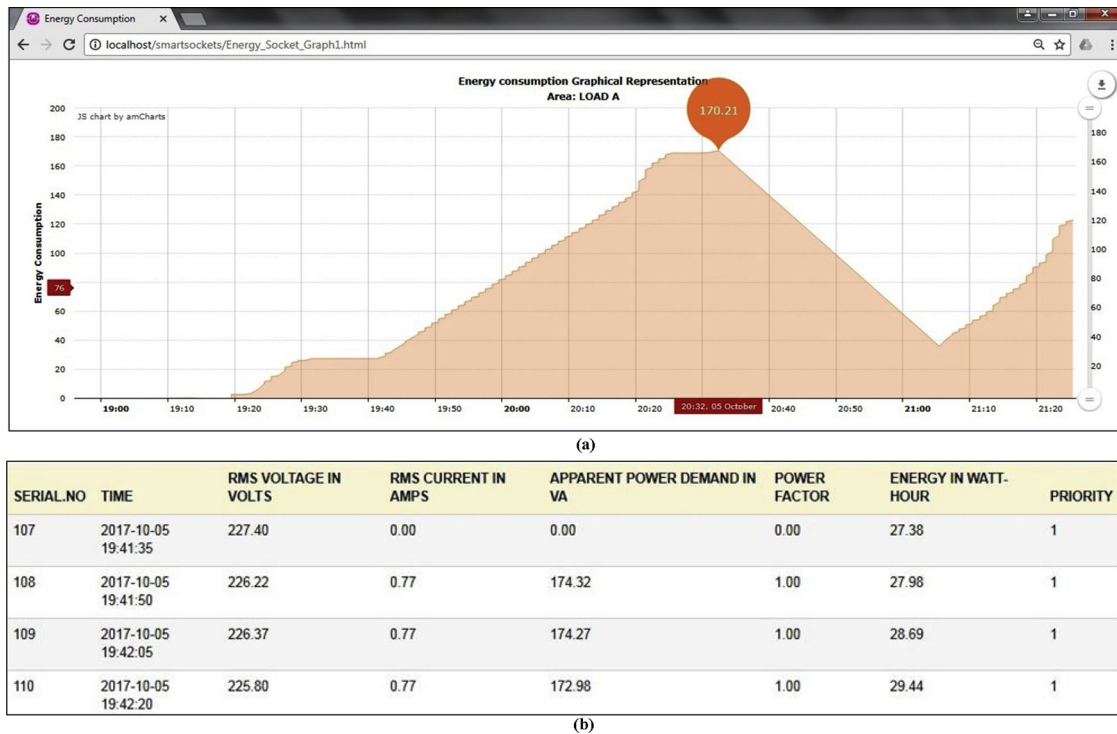 Energy Consumption
localhost/smartsockets/Energy_Socket_Graph1.html
Energy consumption Graphical Representation
Area: LOAD A
JS chart by amCharts
170.21
200
180
160
140
120
100
76
60
40
20
0
Energy Consumption
180
160
140
120
100
80
60
40
20
19:00 19:10 19:20 19:30 19:40 19:50 20:00 20:10 20:20 20:32, 05 October 20:40 20:50 21:00 21:10 21:20
(a)
SERIAL.NO TIME RMS VOLTAGE IN VOLTS RMS CURRENT IN AMPS APPARENT POWER DEMAND IN VA POWER FACTOR ENERGY IN WATT-HOUR PRIORITY
107 2017-10-05 19:41:35 227.40 0.00 0.00 0.00 27.38 1
108 2017-10-05 19:41:50 226.22 0.77 174.32 1.00 27.98 1
109 2017-10-05 19:42:05 226.37 0.77 174.27 1.00 28.69 1
110 2017-10-05 19:42:20 225.80 0.77 172.98 1.00 29.44 1
(b)